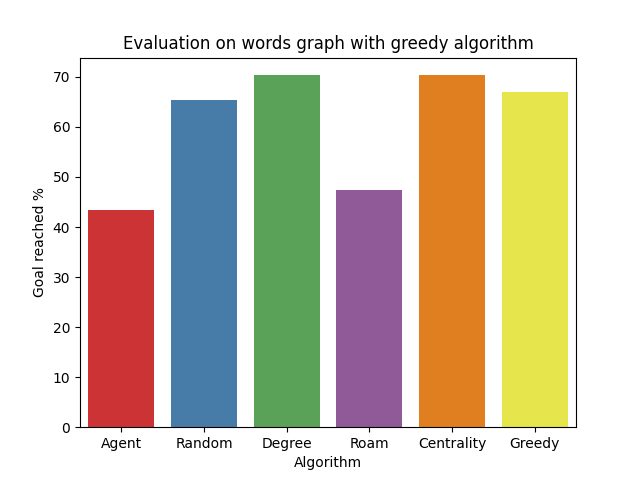 Evaluation on words graph with greedy algorithm
Goal reached %
70
60
50
40
30
20
10
0
Agent Random Degree Roam Centrality Greedy
Algorithm